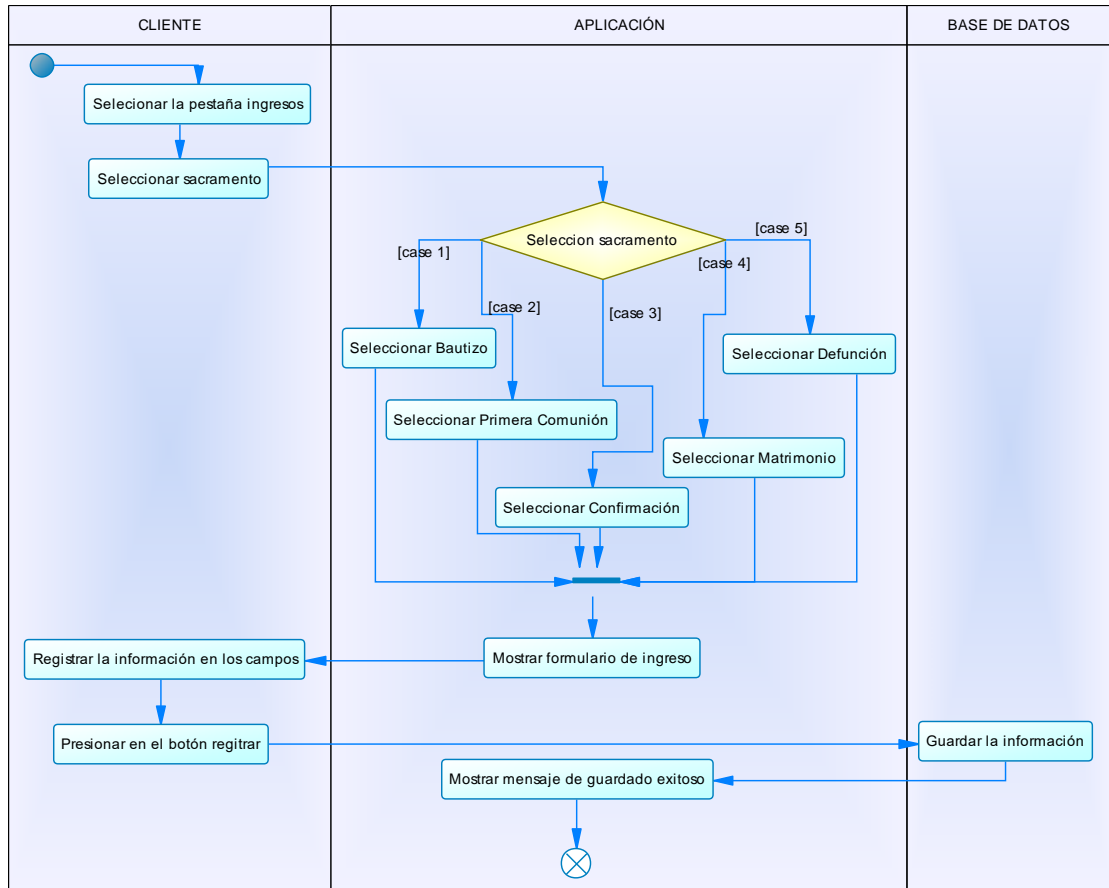 CLIENTE
APLICACIÓN
BASE DE DATOS
Selecionar la pestaña ingresos
Seleccionar sacramento
Seleccion sacramento
[case 1]
[case 2]
[case 3]
[case 4]
[case 5]
Seleccionar Bautizo
Seleccionar Defunción
Seleccionar Primera Comunión
Seleccionar Matrimonio
Seleccionar Confirmación
Mostrar formulario de ingreso
Registrar la información en los campos
Presionar en el botón regitrar
Guardar la información
Mostrar mensaje de guardado exitoso